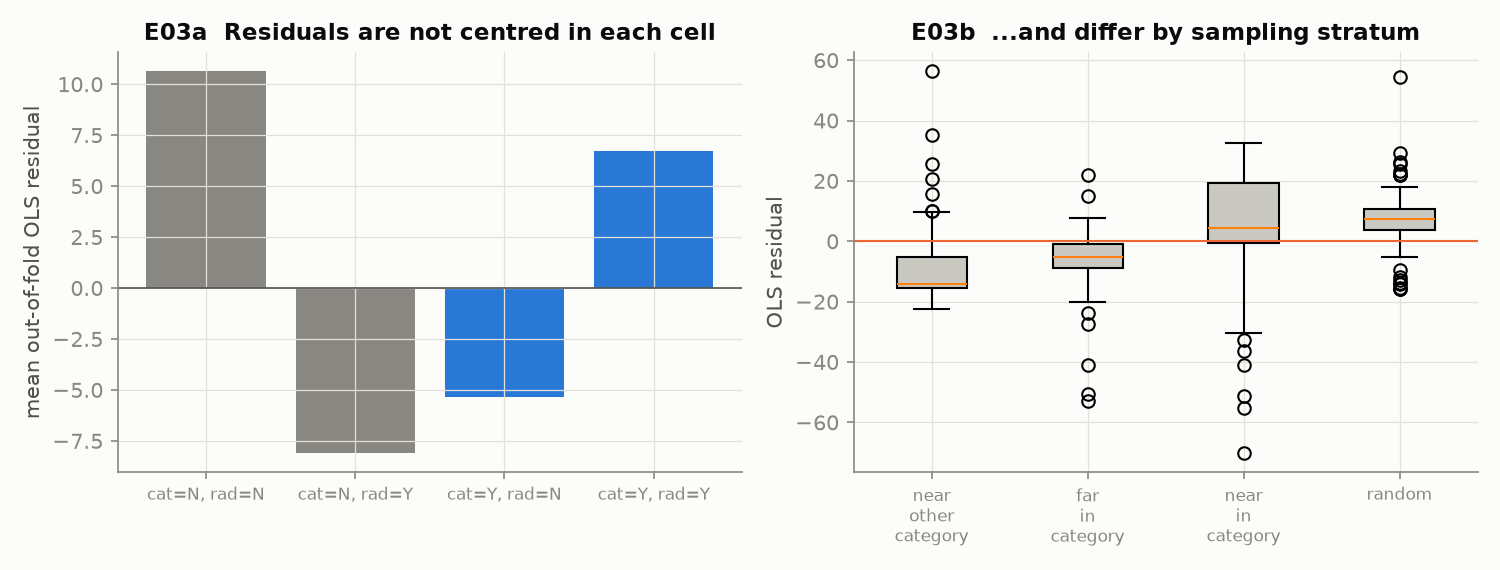 E03a  Residuals are not centred in each cell
mean out-of-fold OLS residual
10.0
7.5
5.0
2.5
0.0
−2.5
−5.0
−7.5
cat=N, rad=N
cat=N, rad=Y
cat=Y, rad=N
cat=Y, rad=Y
E03b  ...and differ by sampling stratum
OLS residual
60
40
20
0
−20
−40
−60
near
other
category
far
in
category
near
in
category
random